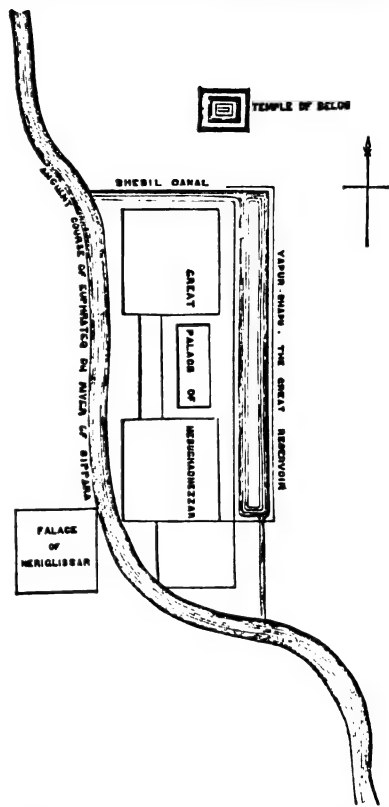 TEMPLE OF BELUS
SHEBIL CANAL
GREAT
PALACE OF
NEBUCHADNEZZAR
YAPUR-SHAPU, THE GREAT RESERVOIR
ANCIENT COURSE OF EUPHRATES OR RIVER OF SIPPARA
PALACE
OF
NERIGLISSAR